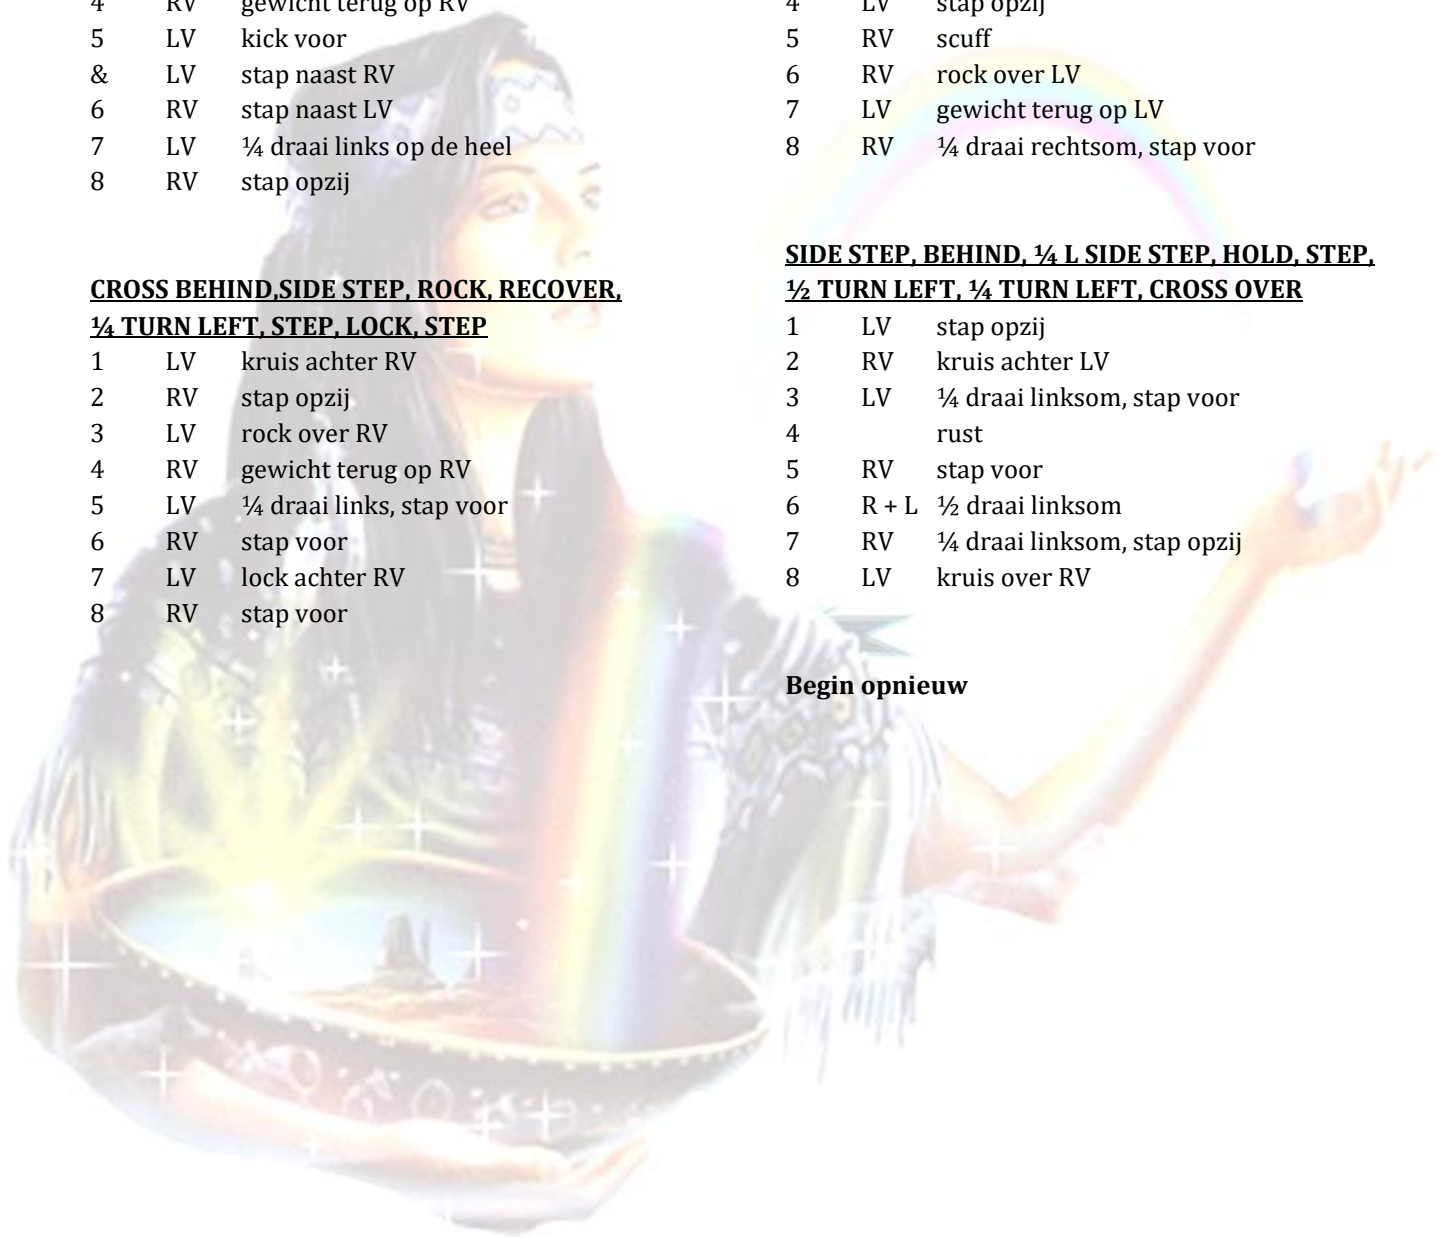 4 RV gewicht terug op RV
5 LV kick voor
& LV stap naast RV
6 RV stap naast LV
7 LV ¼ draai links op de heel
8 RV stap opzij
CROSS BEHIND,SIDE STEP, ROCK, RECOVER,
¼ TURN LEFT, STEP, LOCK, STEP
1 LV kruis achter RV
2 RV stap opzij
3 LV rock over RV
4 RV gewicht terug op RV
5 LV ¼ draai links, stap voor
6 RV stap voor
7 LV lock achter RV
8 RV stap voor
4 LV stap opzij
5 RV scuff
6 RV rock over LV
7 LV gewicht terug op LV
8 RV ¼ draai rechtsom, stap voor
SIDE STEP, BEHIND, ¼ L SIDE STEP, HOLD, STEP,
½ TURN LEFT, ¼ TURN LEFT, CROSS OVER
1 LV stap opzij
2 RV kruis achter LV
3 LV ¼ draai linksom, stap voor
4 rust
5 RV stap voor
6 R + L ½ draai linksom
7 RV ¼ draai linksom, stap opzij
8 LV kruis over RV
Begin opnieuw